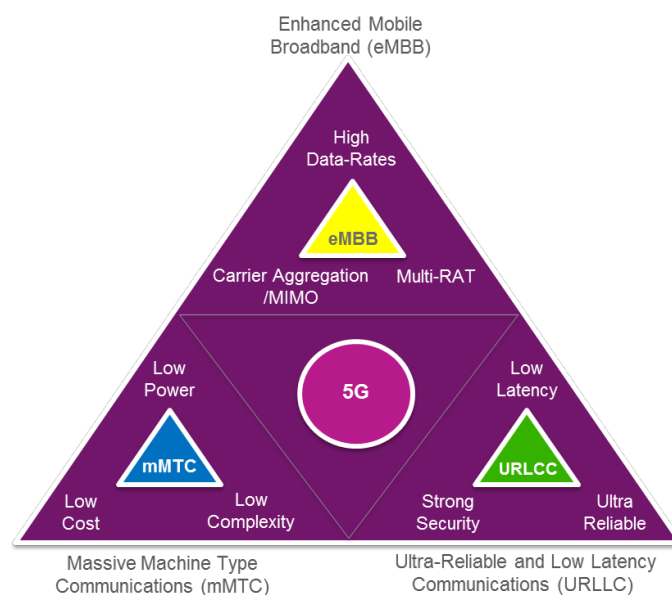 Enhanced Mobile
Broadband (eMBB)
High
Data-Rates
eMBB
Carrier Aggregation
/MIMO
Multi-RAT
5G
Low
Power
mMTC
Low
Cost
Low
Complexity
Low
Latency
URLCC
Strong
Security
Ultra
Reliable
Massive Machine Type
Communications (mMTC)
Ultra-Reliable and Low Latency
Communications (URLLC)